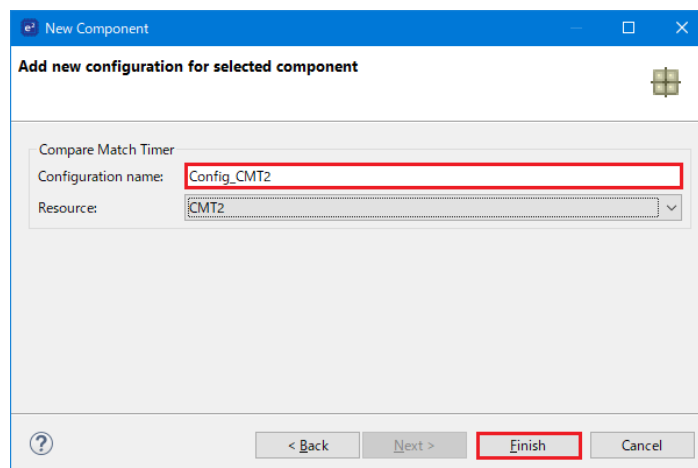 e² New Component
Add new configuration for selected component
Compare Match Timer
Configuration name: Config_CMT2
Resource: CMT2
? < Back Next > Finish Cancel